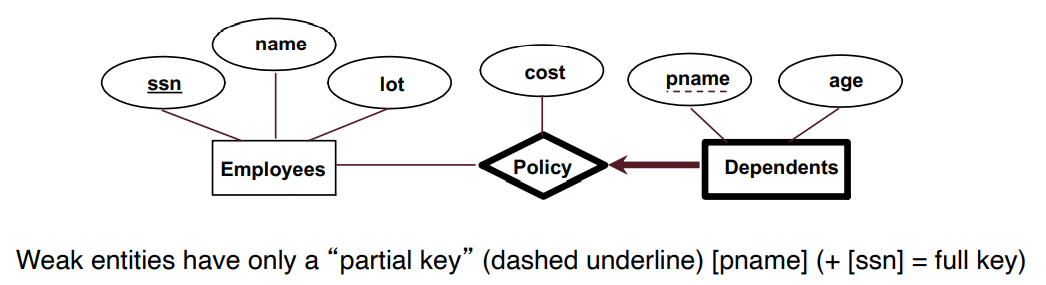 name
ssn
lot
cost
pname
age
Employees
Policy
Dependents
Weak entities have only a “partial key” (dashed underline) [pname] (+ [ssn] = full key)